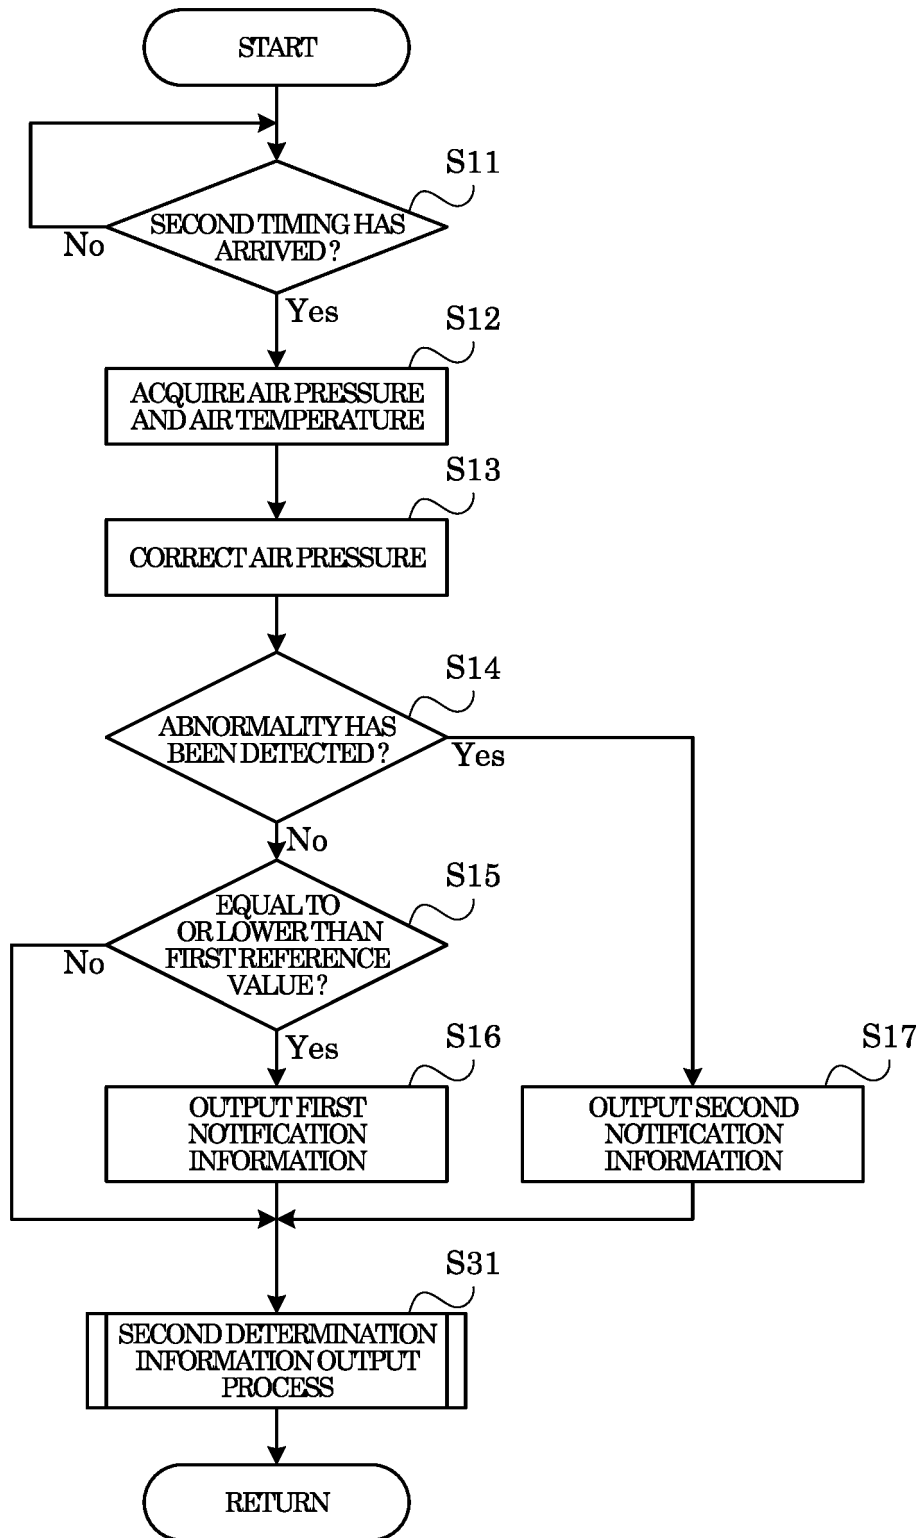 START
S11
SECOND TIMING HAS
ARRIVED?
No
Yes
S12
ACQUIRE AIR PRESSURE
AND AIR TEMPERATURE
S13
CORRECT AIR PRESSURE
S14
ABNORMALITY HAS
BEEN DETECTED?
Yes
No
S15
EQUAL TO
OR LOWER THAN
FIRST REFERENCE
VALUE?
No
Yes
S16
OUTPUT FIRST
NOTIFICATION
INFORMATION
S17
OUTPUT SECOND
NOTIFICATION
INFORMATION
S31
SECOND DETERMINATION
INFORMATION OUTPUT
PROCESS
RETURN